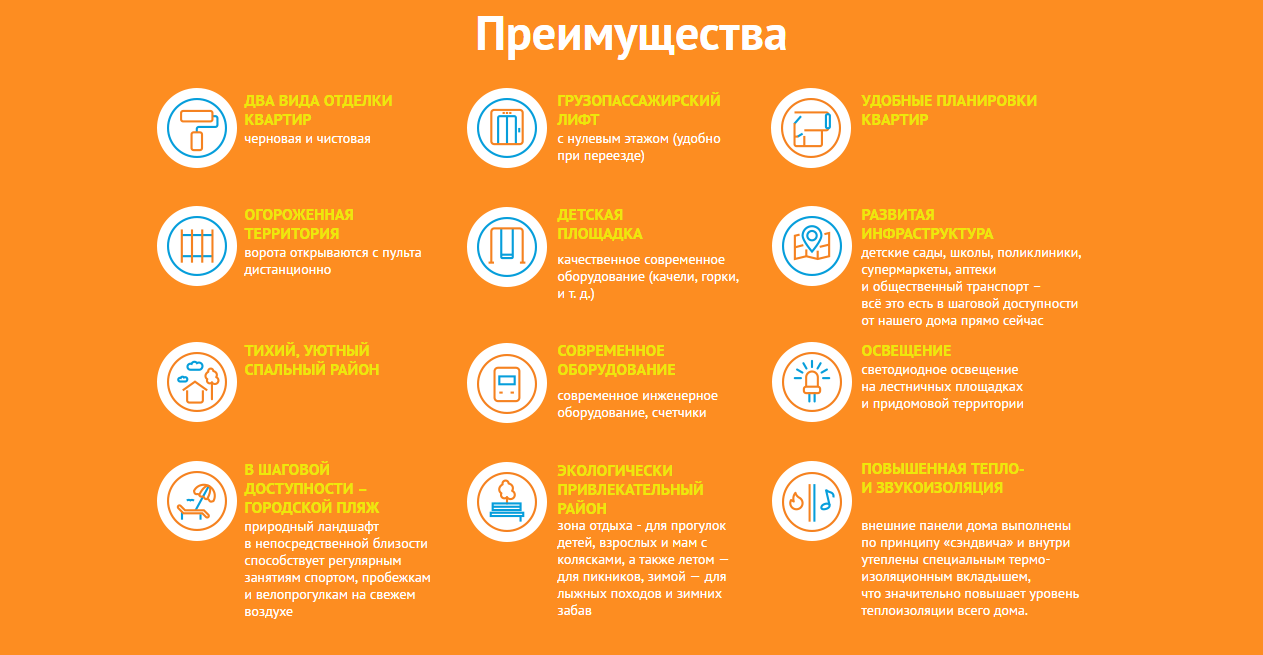 Преимущества
ДВА ВИДА ОТДЕЛКИ
КВАРТИР
черновая и чистовая
ГРУЗОПАССАЖИРСКИЙ
ЛИФТ
с нулевым этажом (удобно
при переезде)
УДОБНЫЕ ПЛАНИРОВКИ
КВАРТИР
ОГОРОЖЕННАЯ
ТЕРРИТОРИЯ
ворота открываются с пульта
дистанционно
ДЕТСКАЯ
ПЛОЩАДКА
качественное современное
оборудование (качели, горки,
и т. д.)
РАЗВИТАЯ
ИНФРАСТРУКТУРА
детские сады, школы, поликлиники,
супермаркеты, аптеки
и общественный транспорт –
всё это есть в шаговой доступности
от нашего дома прямо сейчас
ТИХИЙ, УЮТНЫЙ
СПАЛЬНЫЙ РАЙОН
СОВРЕМЕННОЕ
ОБОРУДОВАНИЕ
современное инженерное
оборудование, счетчики
ОСВЕЩЕНИЕ
светодиодное освещение
на лестничных площадках
и придомовой территории
В ШАГОВОЙ
ДОСТУПНОСТИ –
ГОРОДСКОЙ ПЛЯЖ
природный ландшафт
в непосредственной близости
способствует регулярным
занятиям спортом, пробежкам
и велопрогулкам на свежем
воздухе
ЭКОЛОГИЧЕСКИ
ПРИВЛЕКАТЕЛЬНЫЙ
РАЙОН
зона отдыха - для прогулок
детей, взрослых и мам с
колясками, а также летом —
для пикников, зимой — для
лыжных походов и зимних
забав
ПОВЫШЕННАЯ ТЕПЛО-
И ЗВУКОИЗОЛЯЦИЯ
внешние панели дома выполнены
по принципу «сэндвича» и внутри
утеплены специальным термо-
изоляционным вкладышем,
что значительно повышает уровень
теплоизоляции всего дома.